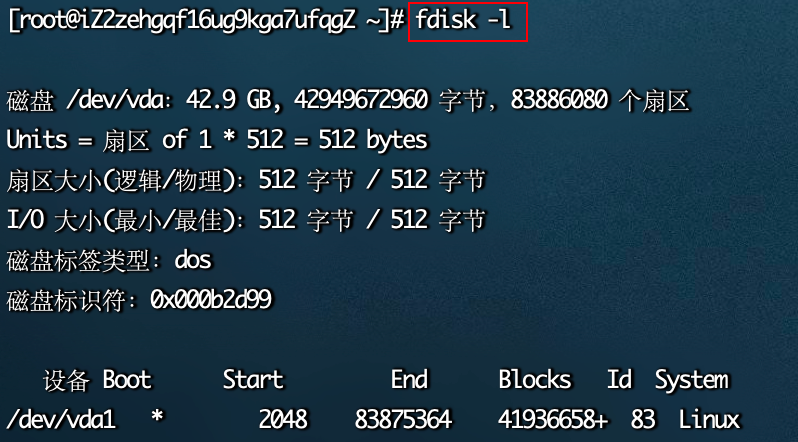 [root@iZ2zehgqf16ug9kga7ufqgZ ~]# fdisk -l
磁盘 /dev/vda：42.9 GB, 42949672960 字节，83886080 个扇区
Units = 扇区 of 1 * 512 = 512 bytes
扇区大小(逻辑/物理)：512 字节 / 512 字节
I/O 大小(最小/最佳)：512 字节 / 512 字节
磁盘标签类型：dos
磁盘标识符：0x000b2d99
设备 Boot Start End Blocks Id System
/dev/vda1 * 2048 83875364 41936658+ 83 Linux